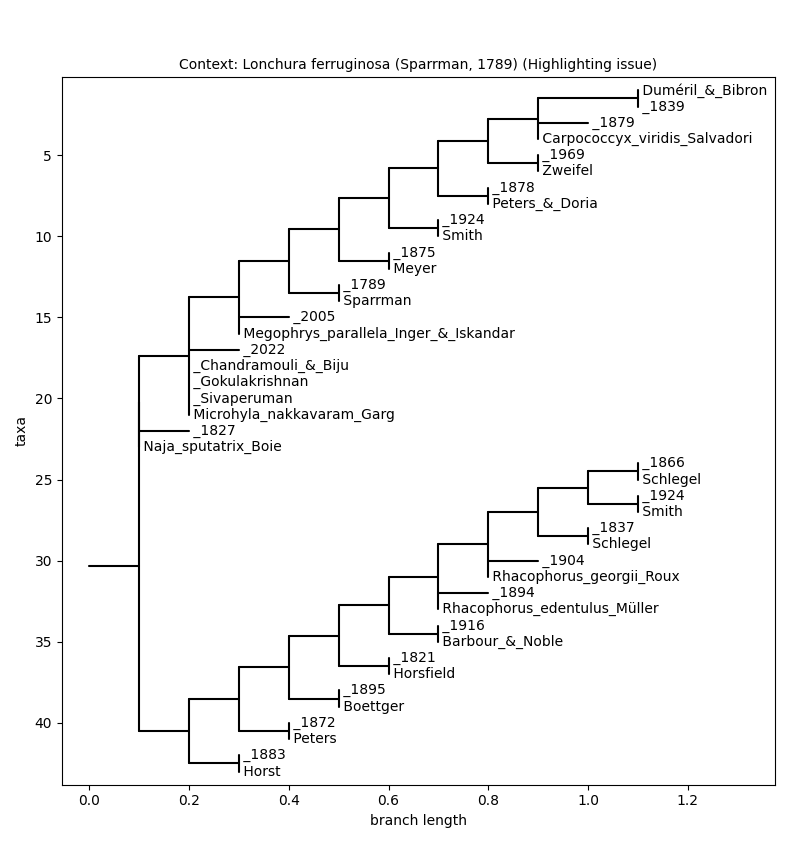 Context: Lonchura ferruginosa (Sparrman, 1789) (Highlighting issue)
Duméril_&_Bibron
_1839
_1879
Carpococcyx_viridis_Salvadori
_1969
Zweifel
_1878
Peters_&_Doria
_1924
Smith
_1875
Meyer
_1789
Sparrman
_2005
Megophrys_parallela_Inger_&_Iskandar
_2022
_Chandramouli_&_Biju
_Gokulakrishnan
_Sivaperuman
Microhyla_nakkavaram_Garg
_1827
Naja_sputatrix_Boie
_1866
Schlegel
_1924
Smith
_1837
Schlegel
_1904
Rhacophorus_georgii_Roux
_1894
Rhacophorus_edentulus_Müller
_1916
Barbour_&_Noble
_1821
Horsfield
_1895
Boettger
_1872
Peters
_1883
Horst
5
10
15
20
25
30
35
40
taxa
0.0 0.2 0.4 0.6 0.8 1.0 1.2
branch length